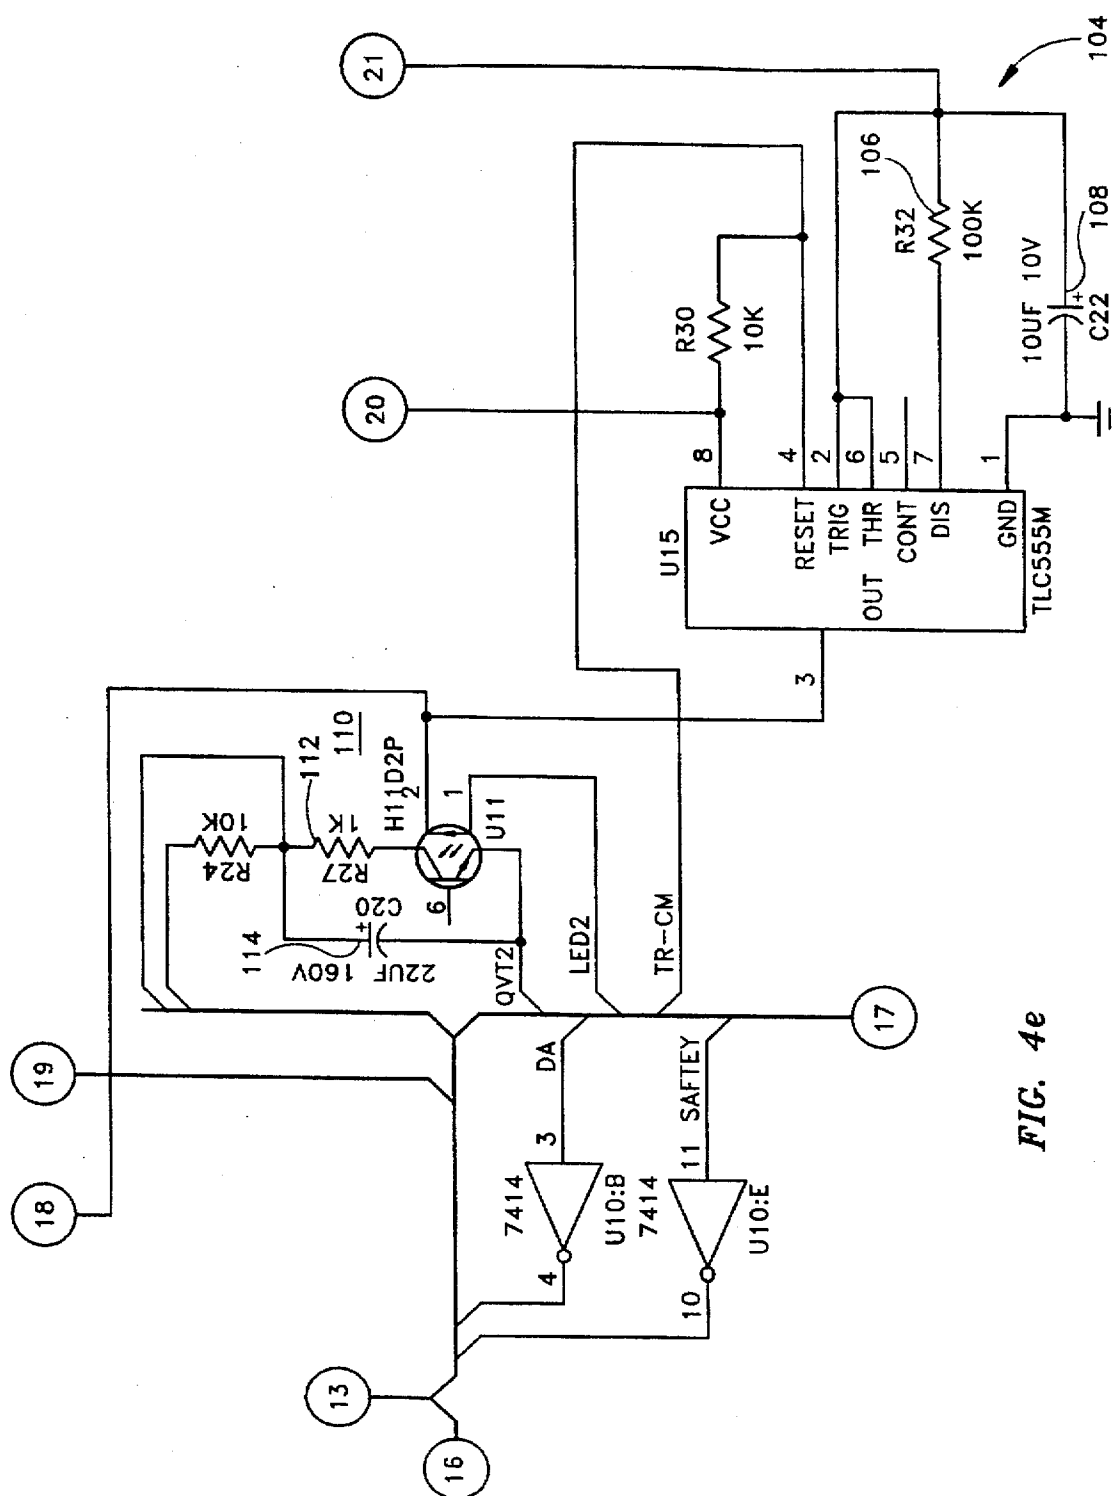 21
20
19
18
13
16
17
104
106
R32
100K
108
10UF 10V
C22
R30
10K
8
4
2
6
5
7
1
U15
VCC
RESET
TRIG
THR
CONT
DIS
GND
OUT
TLC555M
3
110
112
H11D2P
2
1
U11
10K
R24
1K
R27
6
C20
22UF 160V
114
QVT2
LED2
TR-CM
DA
3
7414
U10:B
4
11 SAFTEY
7414
U10:E
10
+
+
FIG. 4e